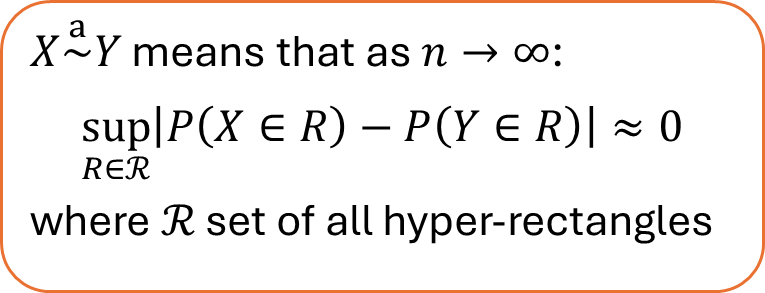 X a~ Y means that as n → ∞:
sup|P(X ∈ R) − P(Y ∈ R)| ≈ 0
R∈ℛ
where ℛ set of all hyper-rectangles